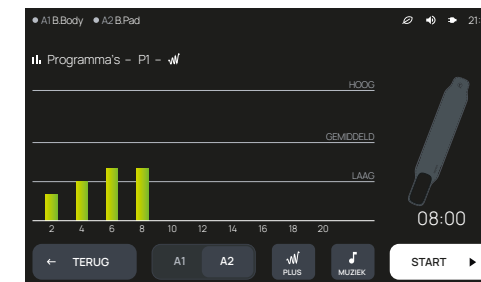 A1 B.Body A2 B.Pad 21:
Programma's – P1 –
HOOG
GEMIDDELD
LAAG
2 4 6 8 10 12 14 16 18 20
08:00
← TERUG A1 A2 PLUS MUZIEK START